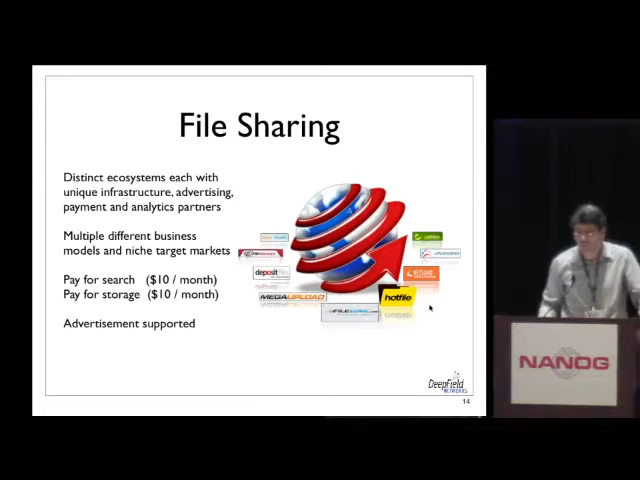 File Sharing
Distinct ecosystems each with
unique infrastructure, advertising,
payment and analytics partners
Multiple different business
models and niche target markets
Pay for search ($10 / month)
Pay for storage ($10 / month)
Advertisement supported
depositfiles
MEGAUPLOAD
hotfile
DeepField
NETWORKS
14
NANOG